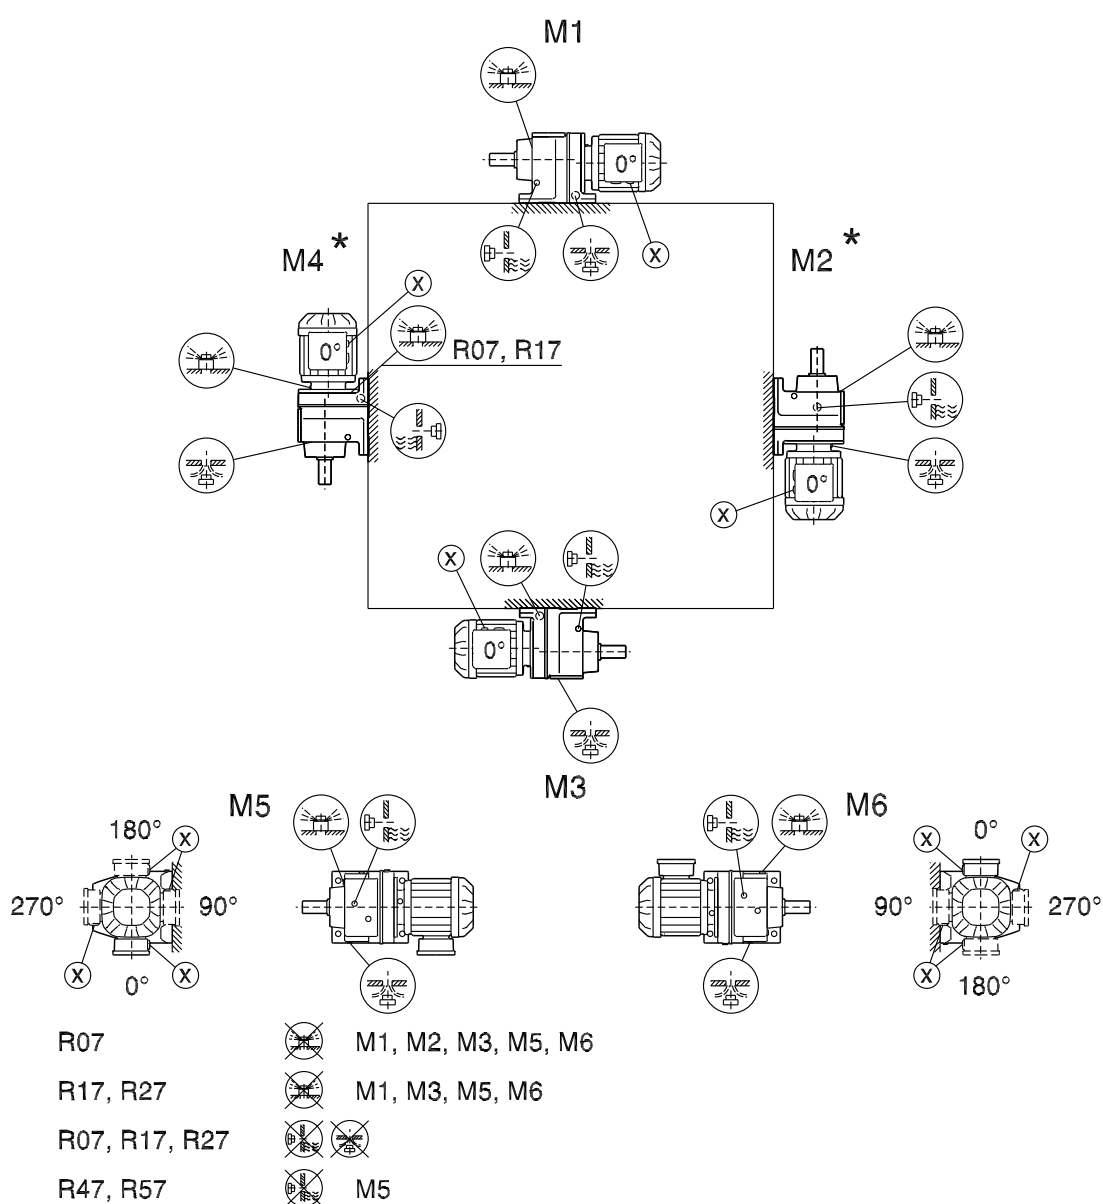 M1
0°
M4 *
M2 *
X
X
0°
R07, R17
0°
X
X
0°
M3
M5
M6
180°
X
X
0°
X
270°
90°
90°
270°
X
0°
X
X
180°
R07 M1, M2, M3, M5, M6
R17, R27 M1, M3, M5, M6
R07, R17, R27
R47, R57 M5